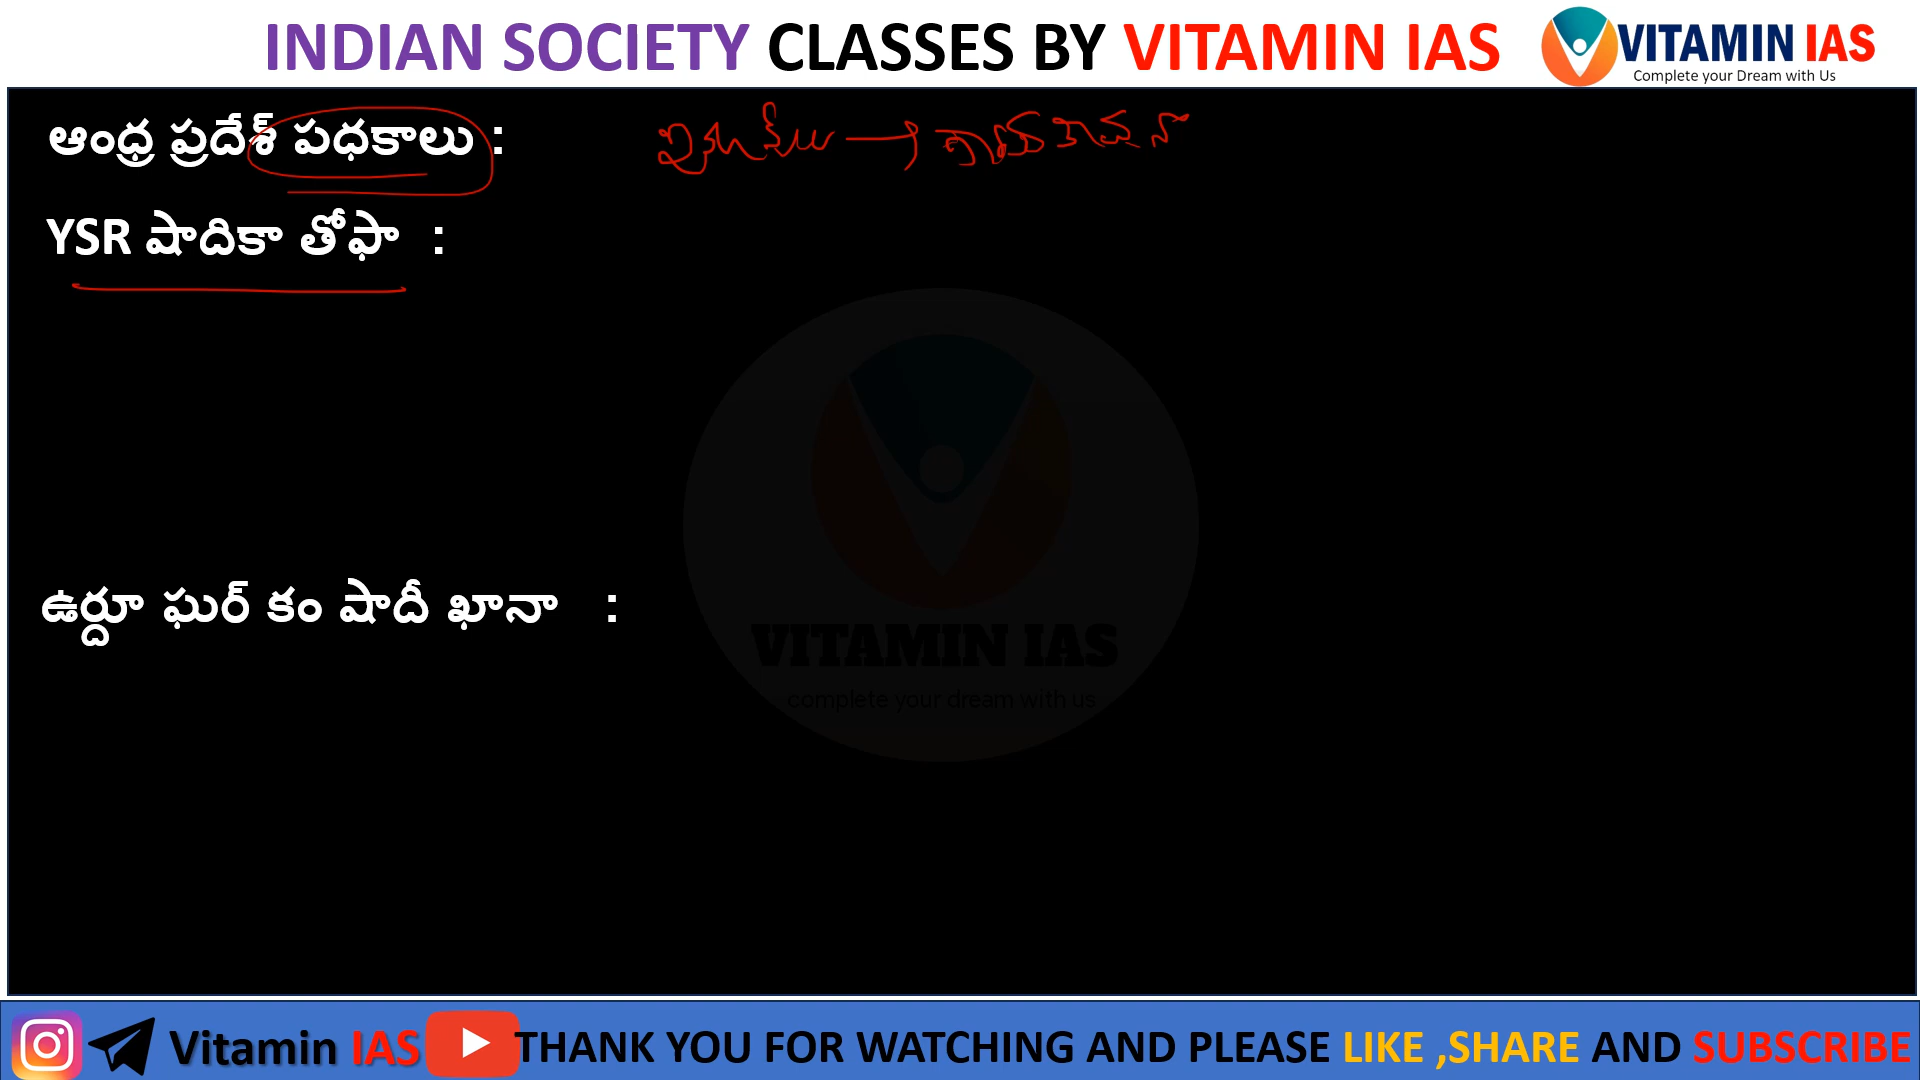 INDIAN SOCIETY CLASSES BY VITAMIN IAS
VITAMIN IAS
Complete your Dream with Us
ఆంధ్ర ప్రదేశ్ పధకాలు :
YSR షాదికా తోఫా :
ఉర్దూ ఘర్ కం షాదీ ఖానా :
VITAMIN IAS
complete your dream with us
Vitamin IAS THANK YOU FOR WATCHING AND PLEASE LIKE ,SHARE AND SUBSCRIBE